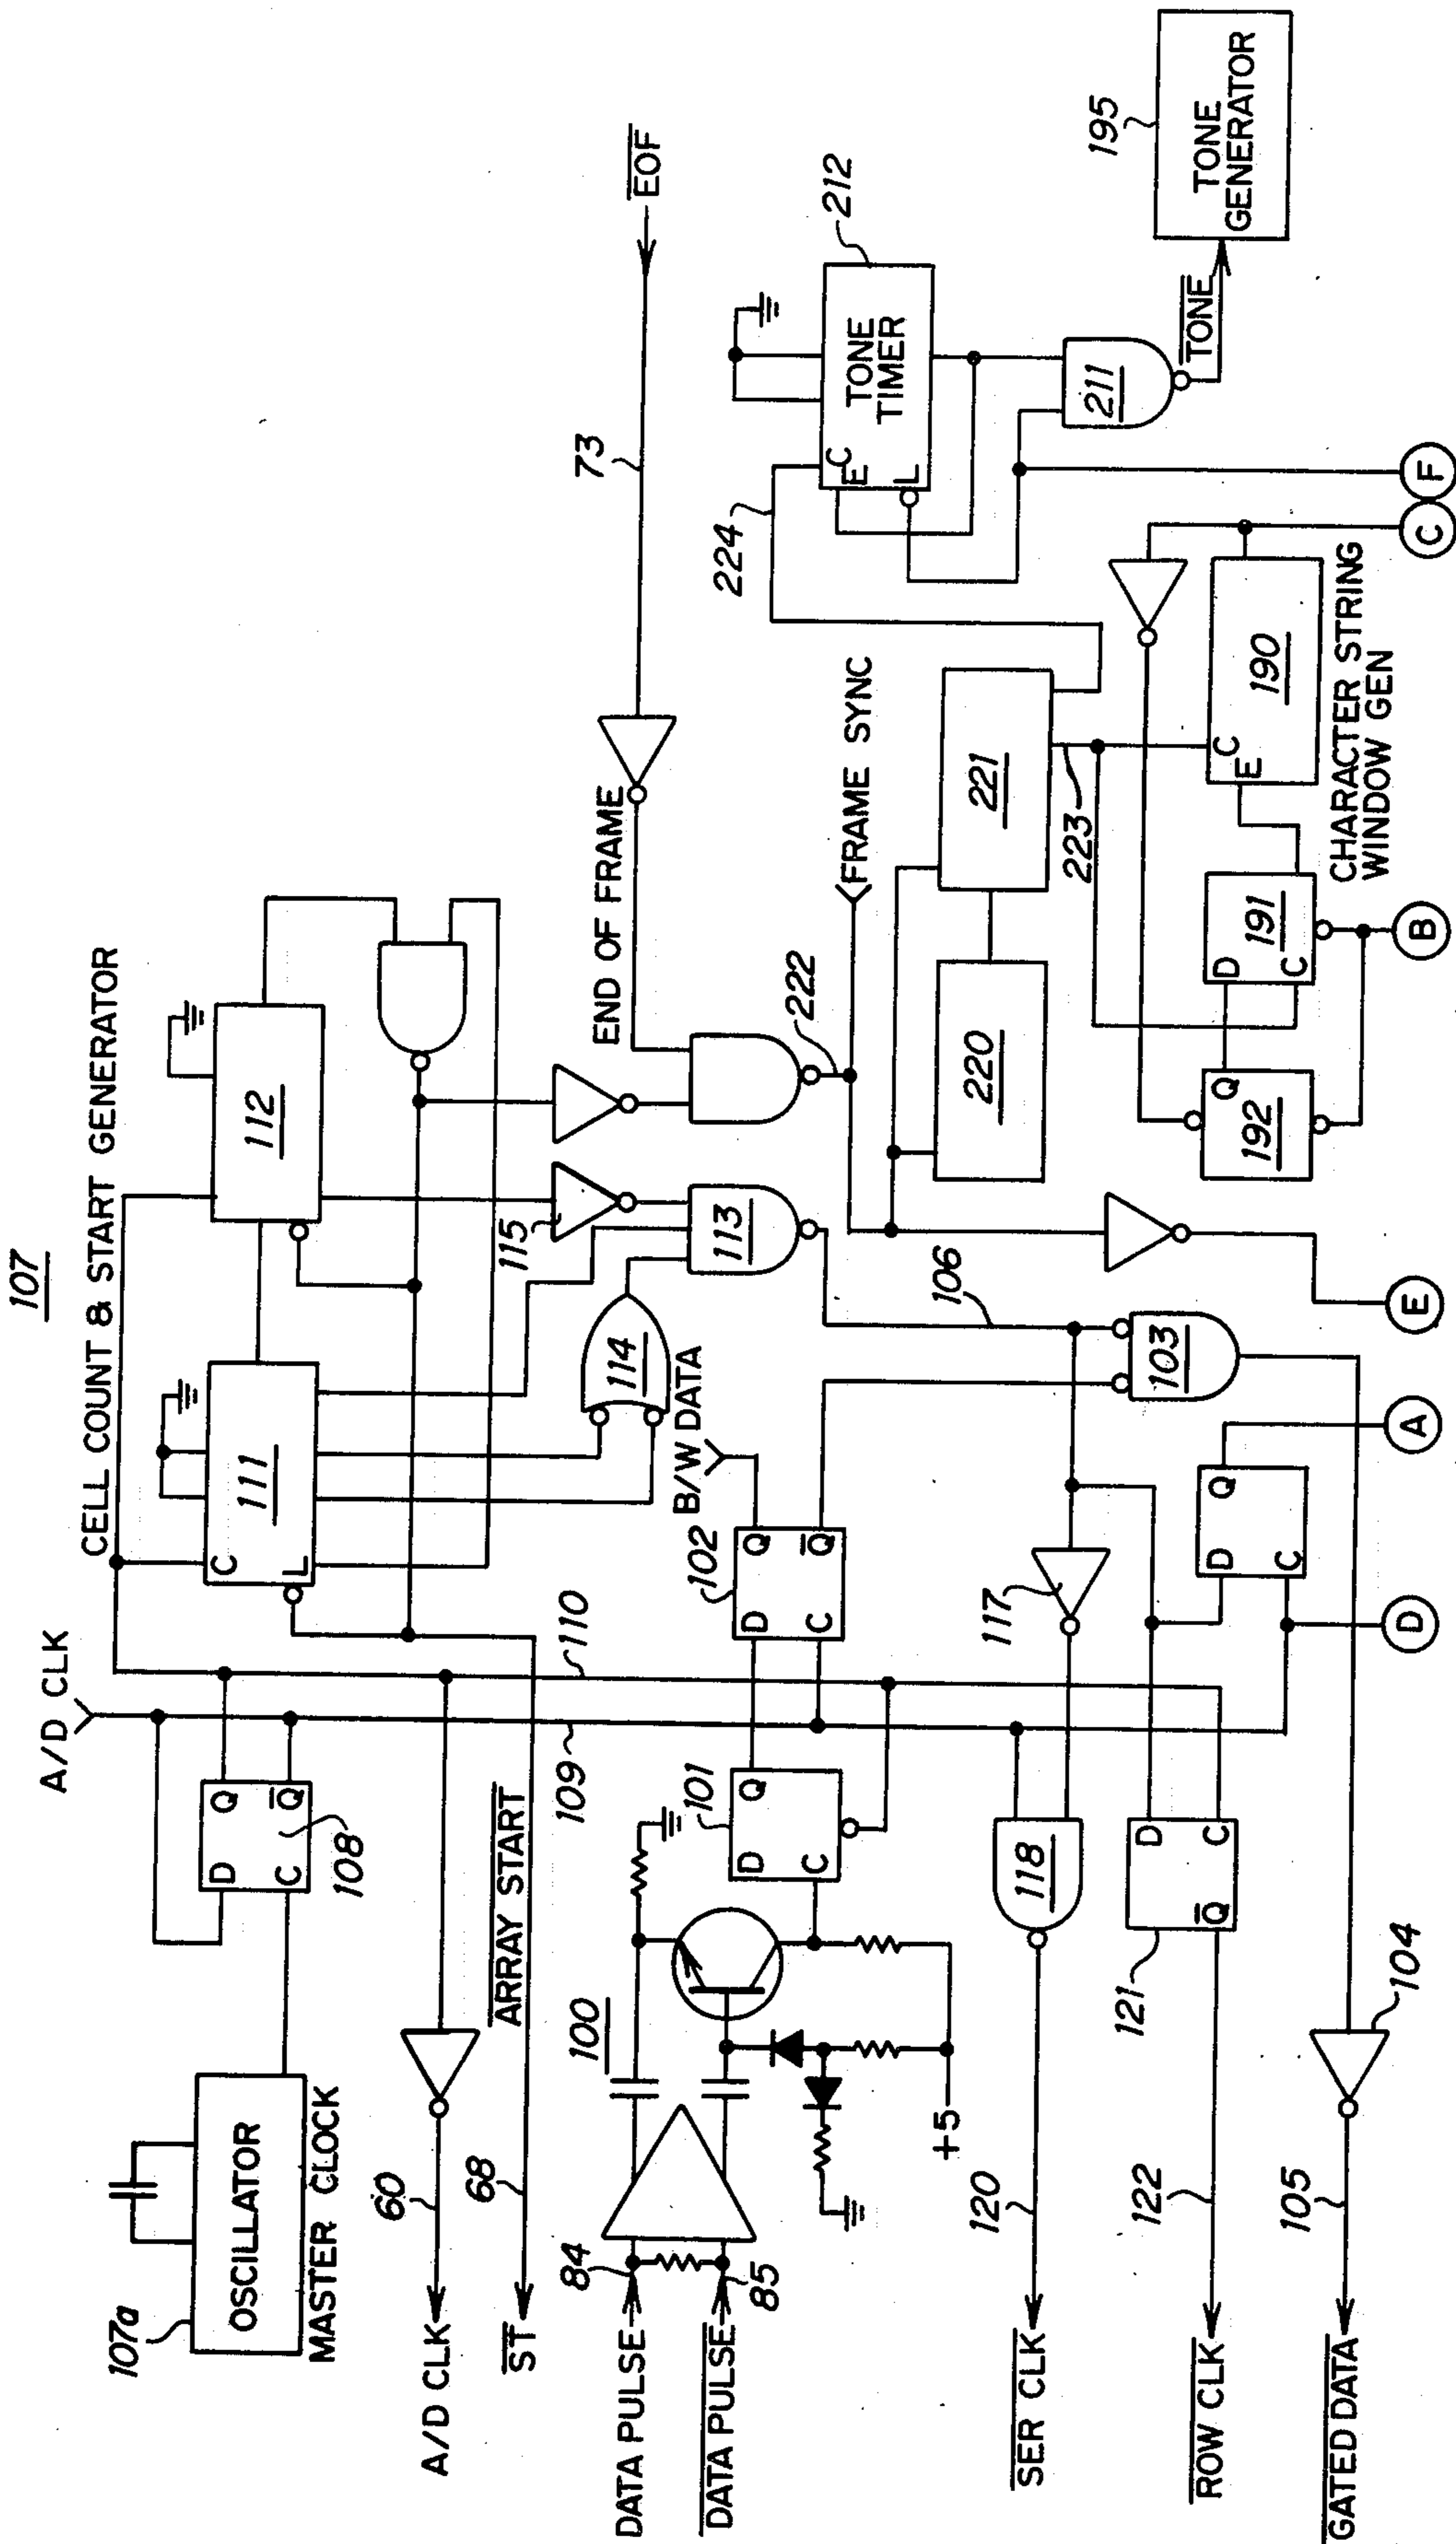 107
CELL COUNT & START GENERATOR
A/D CLK
107a
OSCILLATOR
MASTER CLOCK
D
Q
C
Q
108
C
L
111
112
115
113
114
110
109
60
A/D CLK
68
ST
ARRAY START
END OF FRAME
73
EOF
222
FRAME SYNC
B/W DATA
84
DATA PULSE
85
DATA PULSE
100
+5
101
D
Q
C
102
D
Q
C
Q
106
103
117
118
120
SER CLK
121
D
C
Q
122
ROW CLK
104
105
GATED DATA
D
Q
C
220
221
223
224
C
E
L
TONE
TIMER
212
211
TONE
195
TONE
GENERATOR
192
Q
191
D
C
190
C
E
CHARACTER STRING
WINDOW GEN
D
A
E
B
C
F